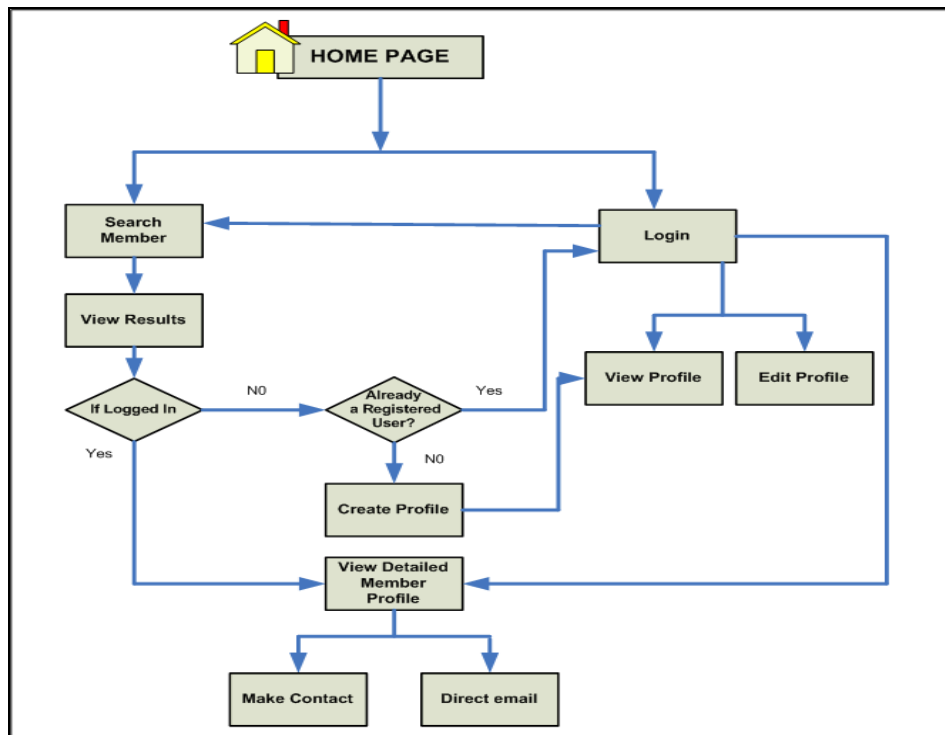 HOME PAGE
Search
Member
Login
View Results
View Profile
Edit Profile
If Logged In
N0
Already
a Registered
User?
Yes
Yes
N0
Create Profile
View Detailed
Member
Profile
Make Contact
Direct email